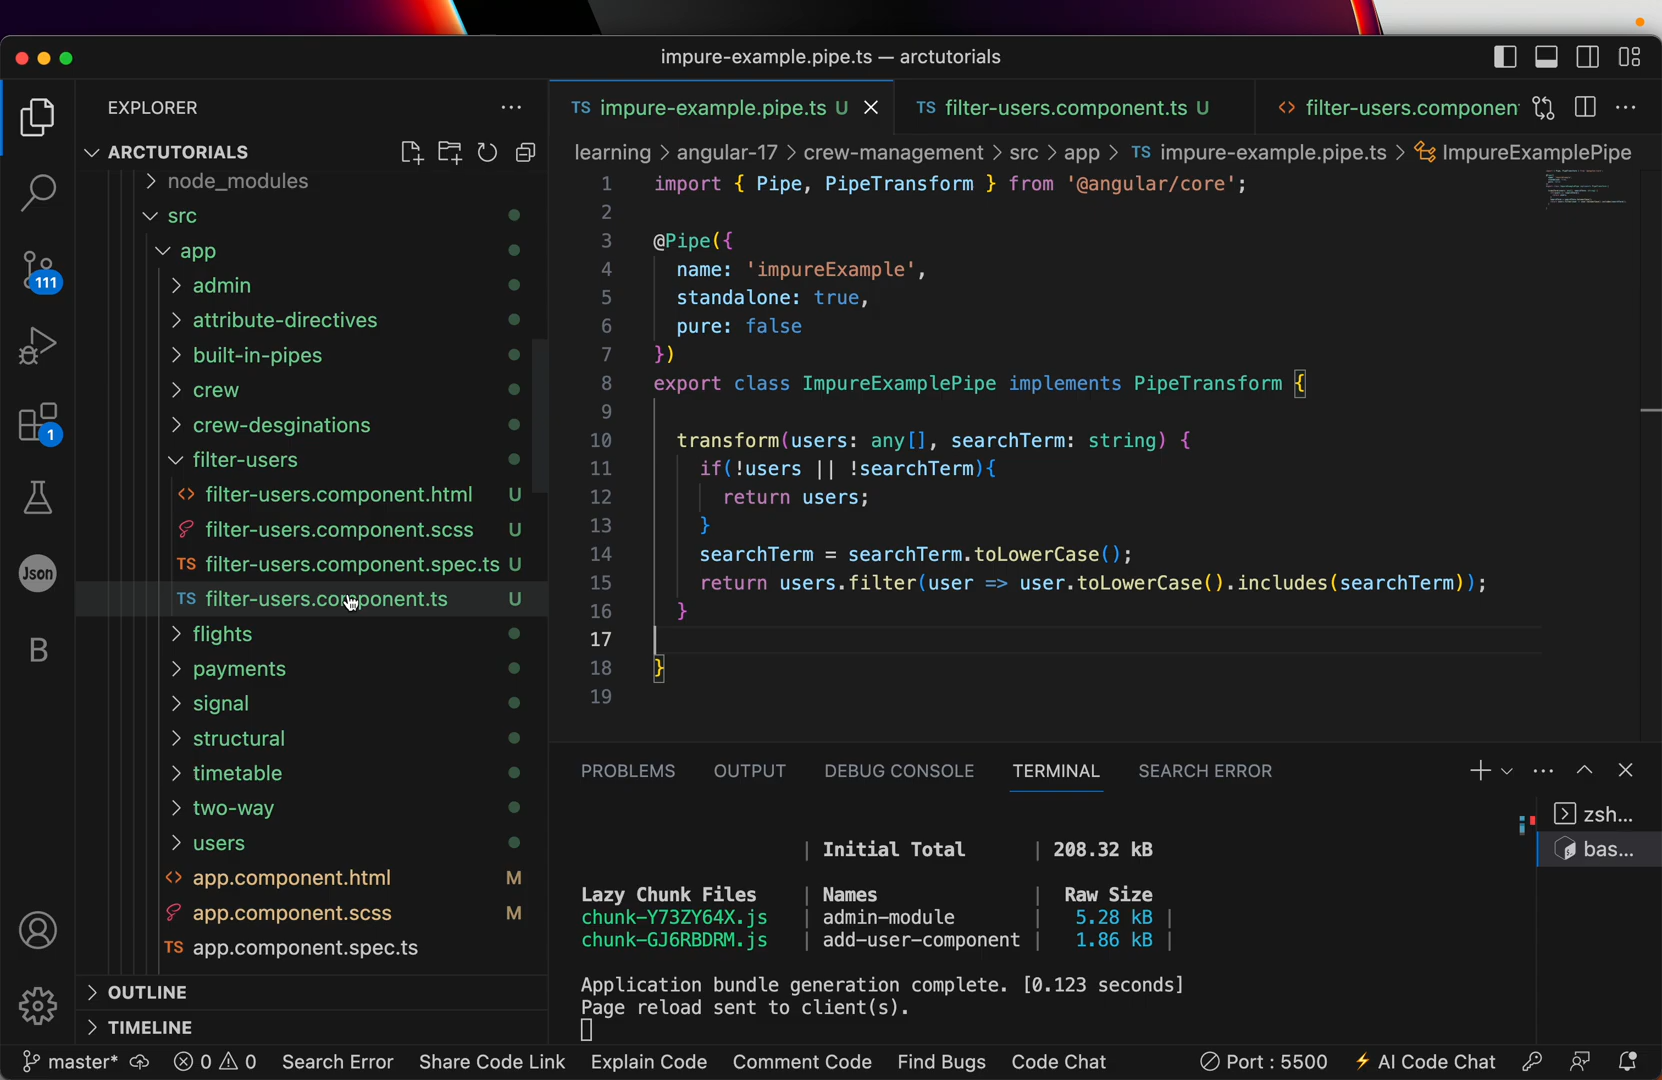 impure-example.pipe.ts — arctutorials
EXPLORER
ARCTUTORIALS
node_modules
src
app
admin
attribute-directives
built-in-pipes
crew
crew-desginations
filter-users
filter-users.component.html U
filter-users.component.scss U
TS filter-users.component.spec.ts U
TS filter-users.component.ts U
flights
payments
signal
structural
timetable
two-way
users
app.component.html M
app.component.scss M
TS app.component.spec.ts
OUTLINE
TIMELINE
111
1
Json
B
TS impure-example.pipe.ts U
TS filter-users.component.ts U
<> filter-users.componen
learning > angular-17 > crew-management > src > app > TS impure-example.pipe.ts > ImpureExamplePipe
1 import { Pipe, PipeTransform } from '@angular/core';
2
3 @Pipe({
4 name: 'impureExample',
5 standalone: true,
6 pure: false
7 })
8 export class ImpureExamplePipe implements PipeTransform {
9
10 transform(users: any[], searchTerm: string) {
11 if(!users || !searchTerm){
12 return users;
13 }
14 searchTerm = searchTerm.toLowerCase();
15 return users.filter(user => user.toLowerCase().includes(searchTerm));
16 }
17
18 }
19
PROBLEMS OUTPUT DEBUG CONSOLE TERMINAL SEARCH ERROR
| Initial Total | 208.32 kB
Lazy Chunk Files | Names | Raw Size
chunk-Y73ZY64X.js | admin-module | 5.28 kB |
chunk-GJ6RBDRM.js | add-user-component | 1.86 kB |
Application bundle generation complete. [0.123 seconds]
Page reload sent to client(s).
zsh...
bas...
master* 0 0 Search Error Share Code Link Explain Code Comment Code Find Bugs Code Chat Port : 5500 AI Code Chat